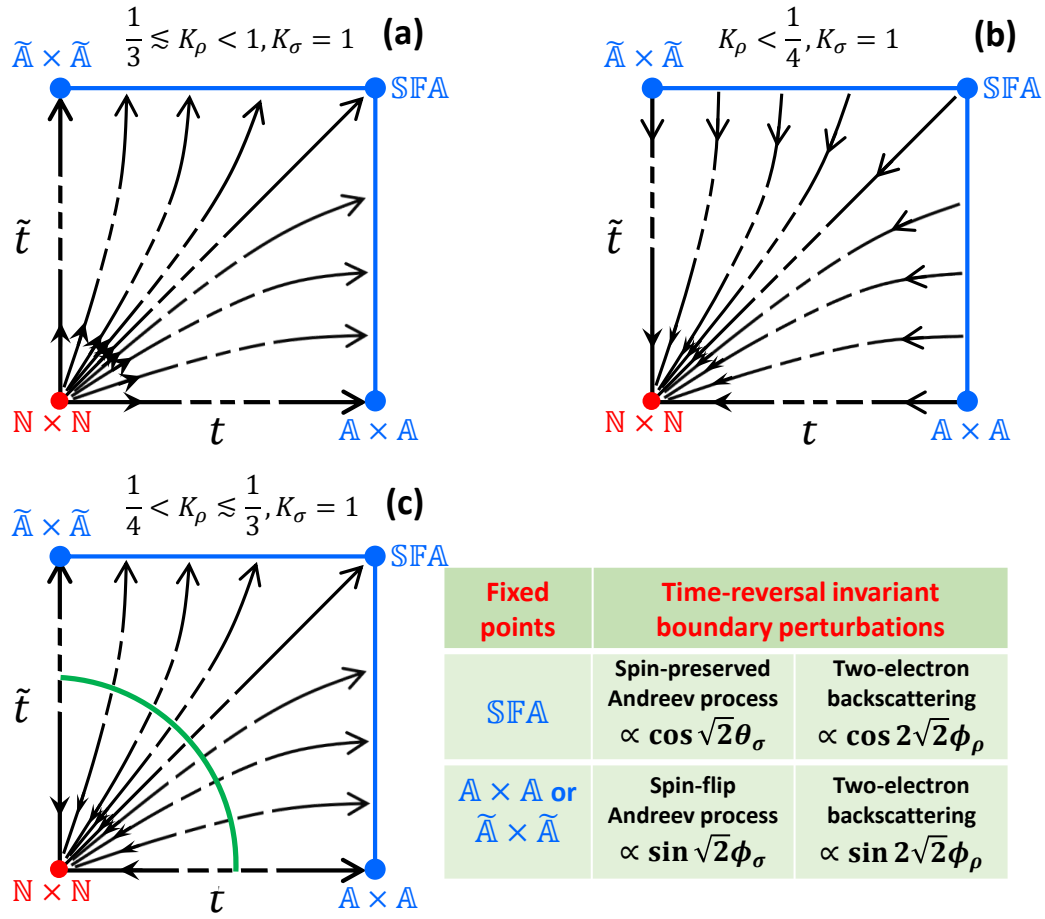 1/3 ≲ K_ρ < 1, K_σ = 1 (a)
Ã × Ã
𝕊𝔽𝔸
t̃
ℕ × ℕ
t
𝔸 × 𝔸
K_ρ < 1/4, K_σ = 1 (b)
Ã × Ã
𝕊𝔽𝔸
t̃
ℕ × ℕ
t
𝔸 × 𝔸
1/4 < K_ρ ≲ 1/3, K_σ = 1 (c)
Ã × Ã
𝕊𝔽𝔸
t̃
ℕ × ℕ
t
𝔸 × 𝔸
Fixed
points
Time-reversal invariant
boundary perturbations
𝕊𝔽𝔸
Spin-preserved
Andreev process
∝ cos √2θ_σ
Two-electron
backscattering
∝ cos 2√2ϕ_ρ
𝔸 × 𝔸 or
Ã × Ã
Spin-flip
Andreev process
∝ sin √2ϕ_σ
Two-electron
backscattering
∝ sin 2√2ϕ_ρ